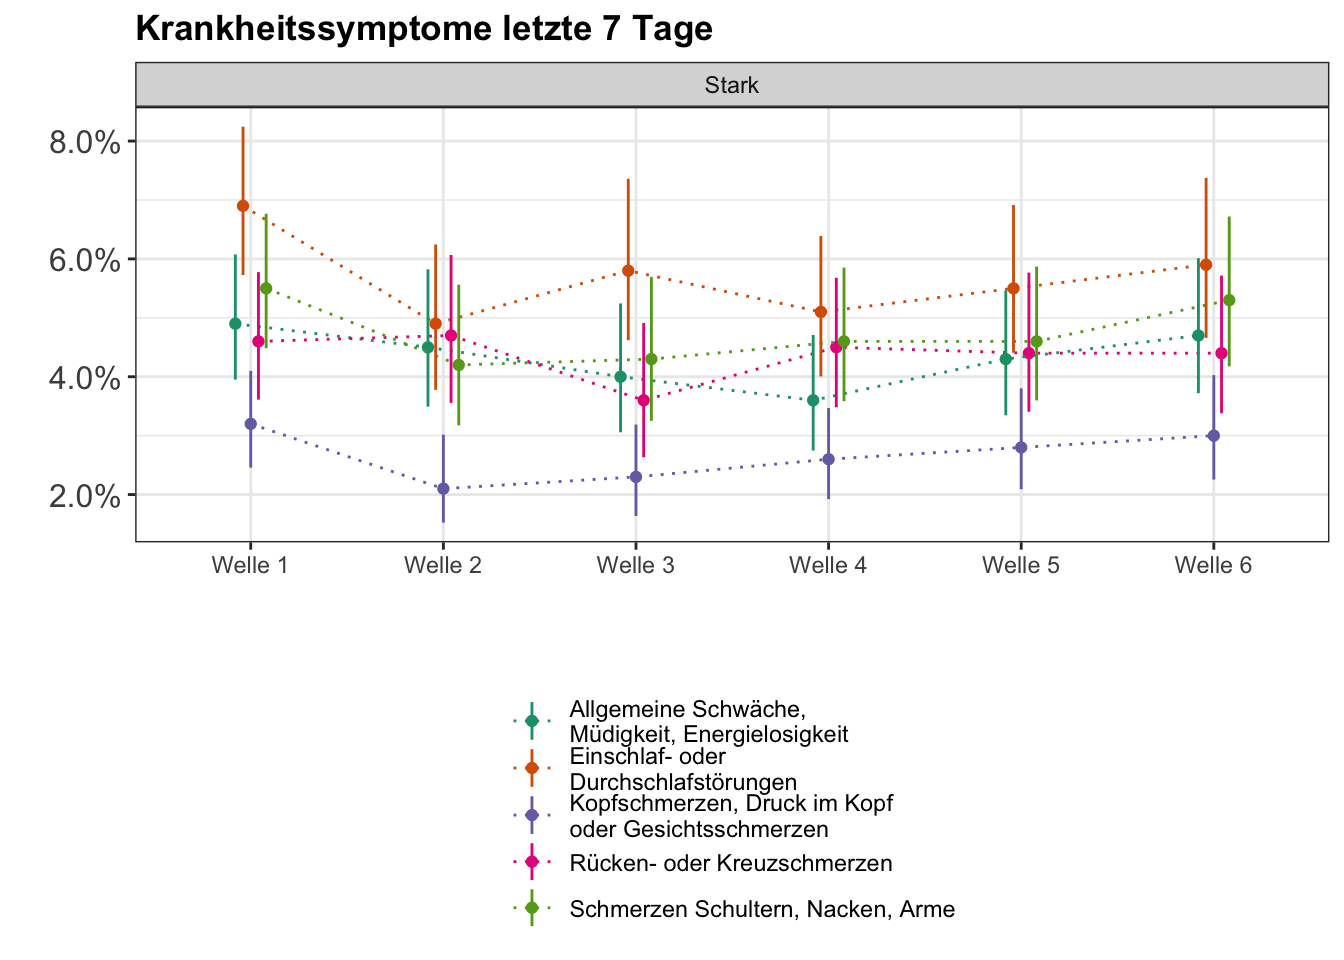 Krankheitssymptome letzte 7 Tage
Stark
8.0%
6.0%
4.0%
2.0%
Welle 1
Welle 2
Welle 3
Welle 4
Welle 5
Welle 6
Allgemeine Schwäche,
Müdigkeit, Energielosigkeit
Einschlaf- oder
Durchschlafstörungen
Kopfschmerzen, Druck im Kopf
oder Gesichtsschmerzen
Rücken- oder Kreuzschmerzen
Schmerzen Schultern, Nacken, Arme